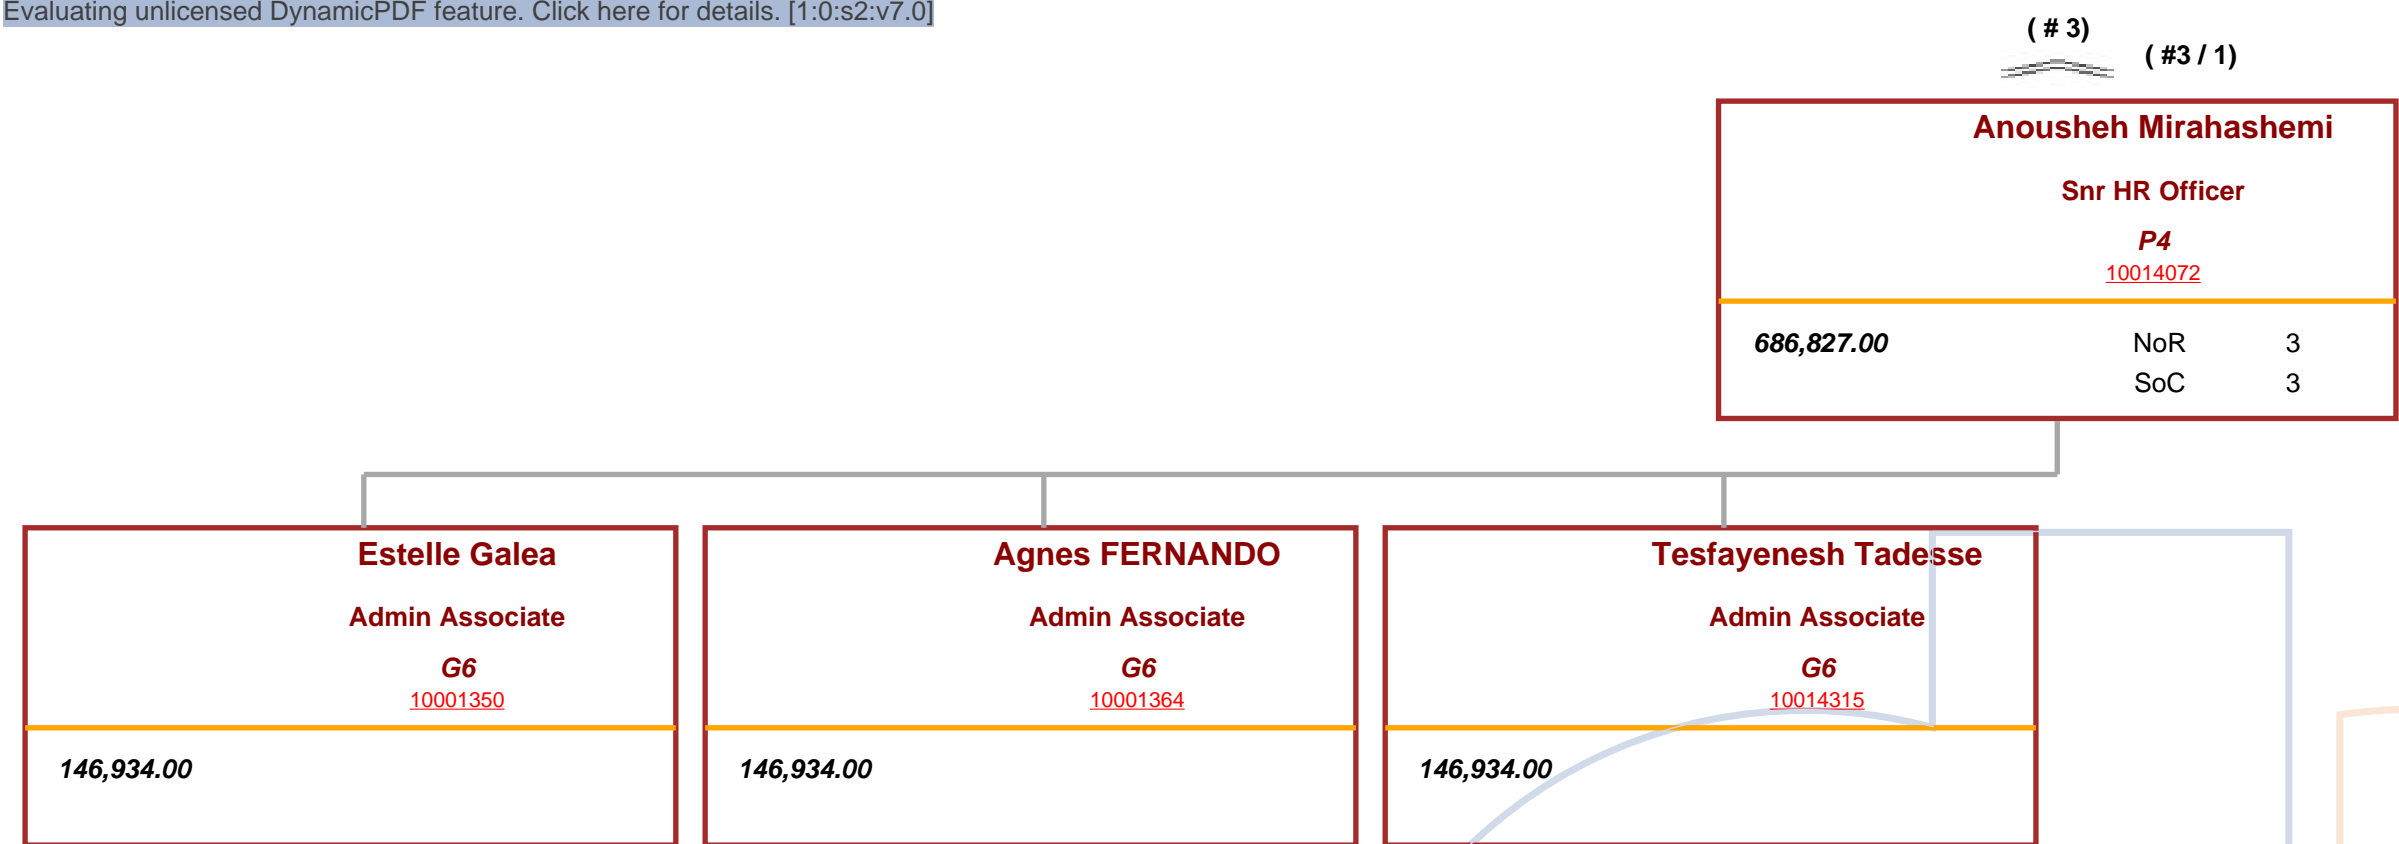 Evaluating unlicensed DynamicPDF feature. Click here for details. [1:0:s2:v7.0]
( # 3)
( #3 / 1)
Anousheh Mirahashemi
Snr HR Officer
P4
10014072
686,827.00 NoR 3
SoC 3
Estelle Galea
Admin Associate
G6
10001350
146,934.00
Agnes FERNANDO
Admin Associate
G6
10001364
146,934.00
Tesfayenesh Tadesse
Admin Associate
G6
10014315
146,934.00